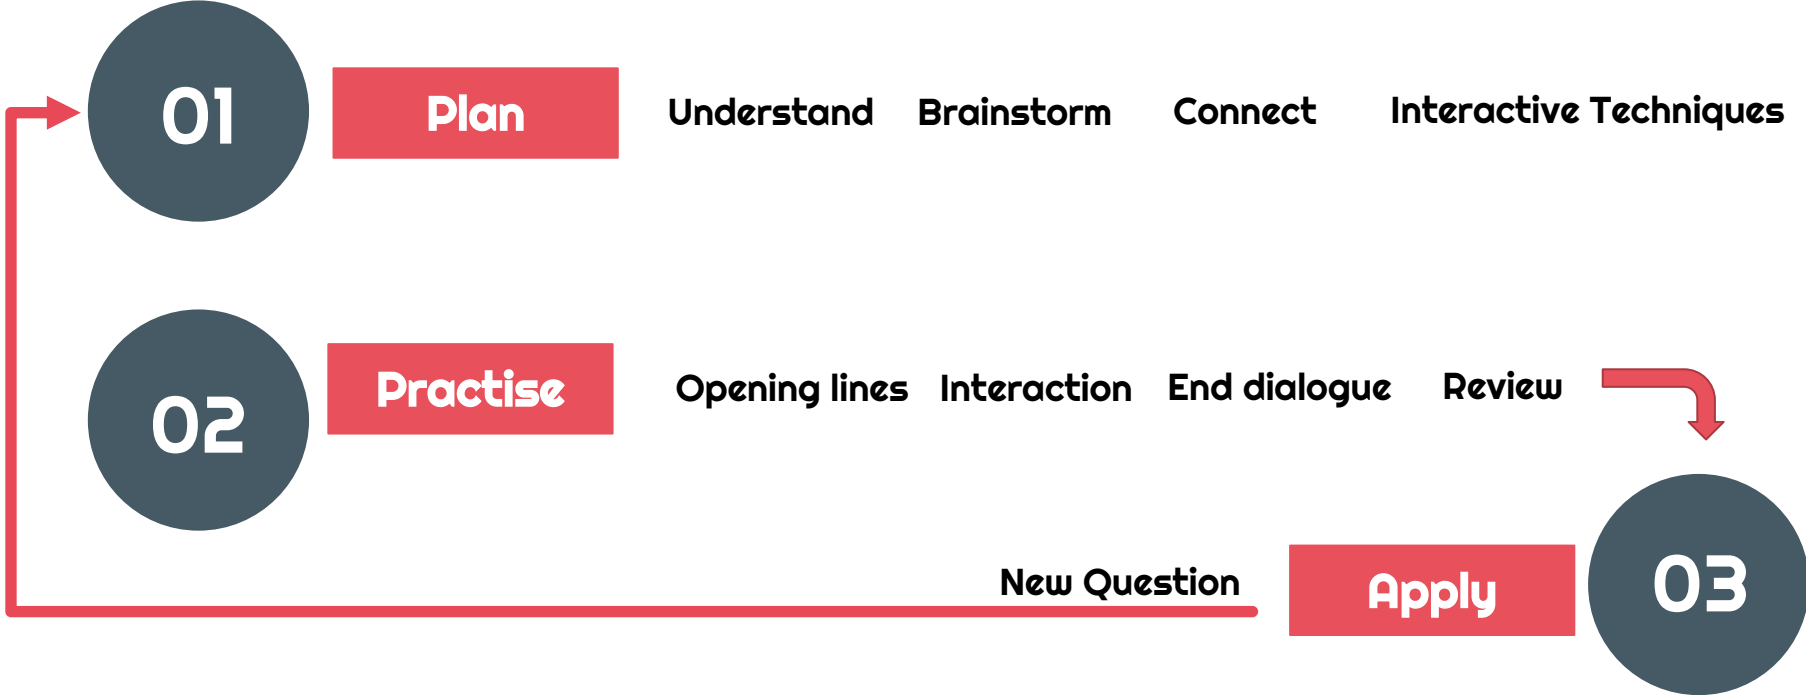 01
Plan
Understand Brainstorm Connect Interactive Techniques
02
Practise
Opening lines Interaction End dialogue Review
New Question
Apply
03